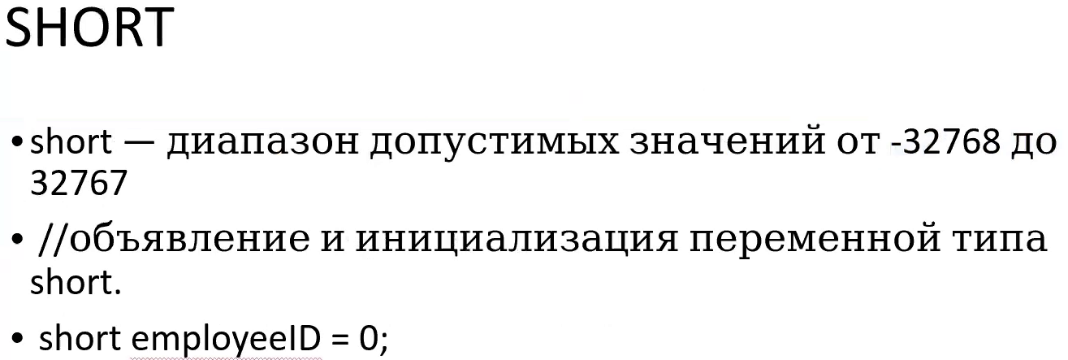 SHORT
•short — диапазон допустимых значений от -32768 до
32767
• //объявление и инициализация переменной типа
short.
• short employeeID = 0;